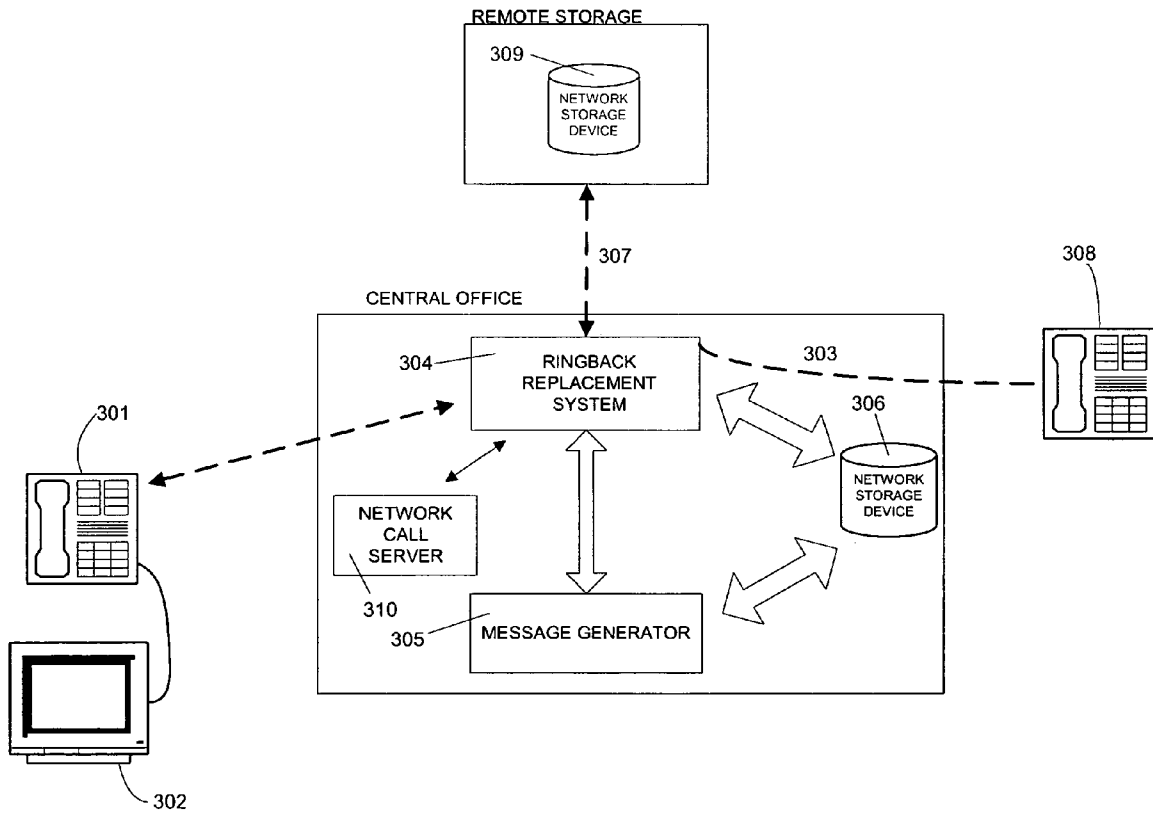 REMOTE STORAGE
309
NETWORK
STORAGE
DEVICE
307
308
CENTRAL OFFICE
304
RINGBACK
REPLACEMENT
SYSTEM
303
306
NETWORK
STORAGE
DEVICE
301
NETWORK
CALL
SERVER
310
305
MESSAGE GENERATOR
302